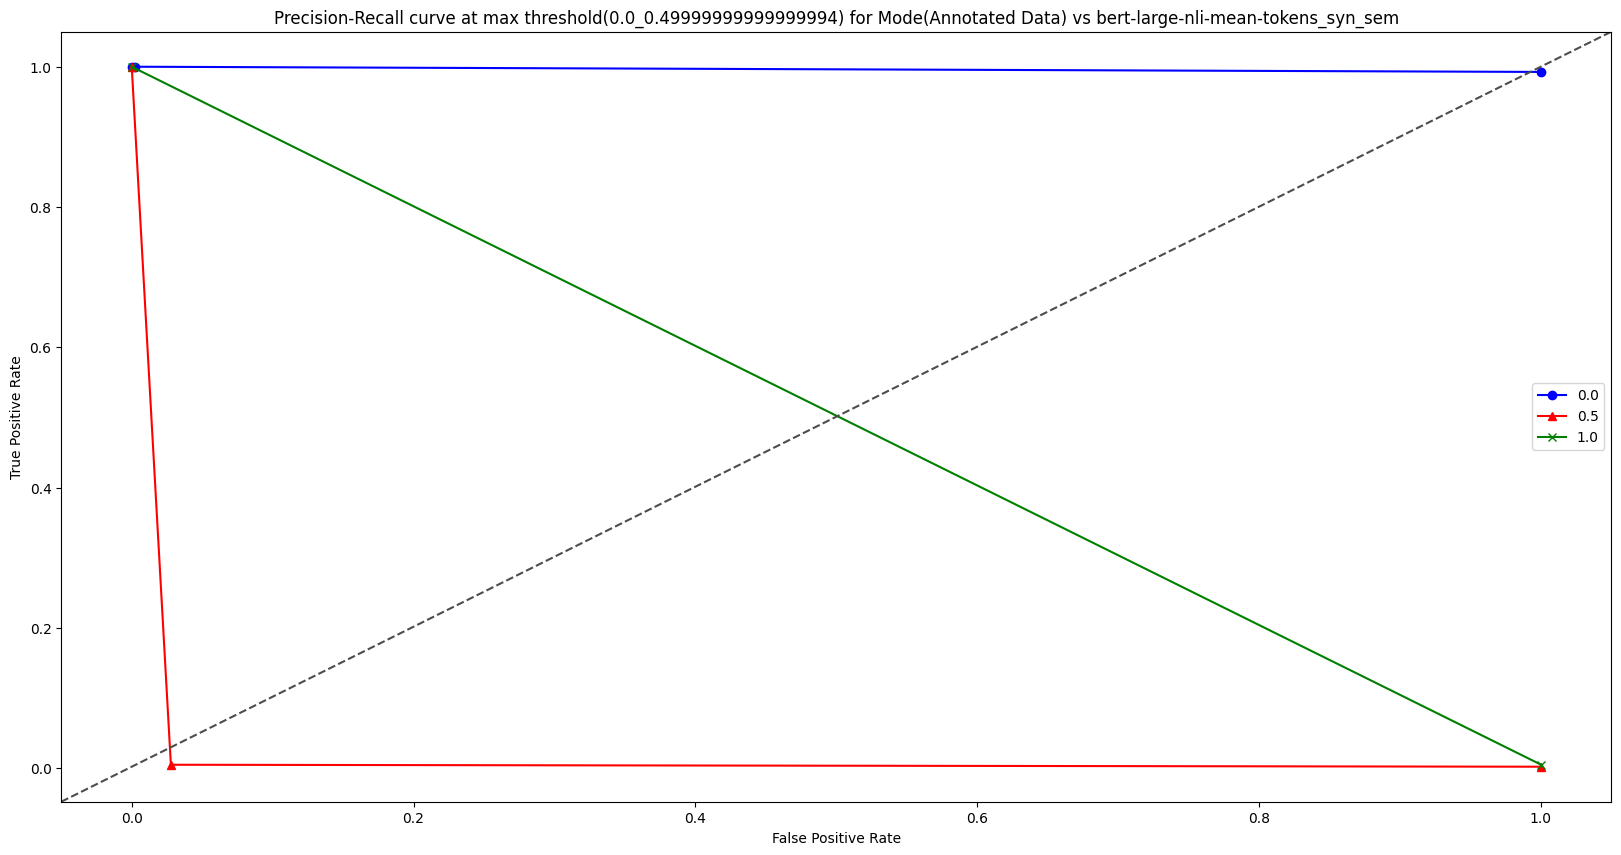 Precision-Recall curve at max threshold(0.0_0.49999999999999994) for Mode(Annotated Data) vs bert-large-nli-mean-tokens_syn_sem
1.0
0.8
0.6
0.4
0.2
0.0
True Positive Rate
0.0
0.5
1.0
0.0 0.2 0.4 0.6 0.8 1.0
False Positive Rate